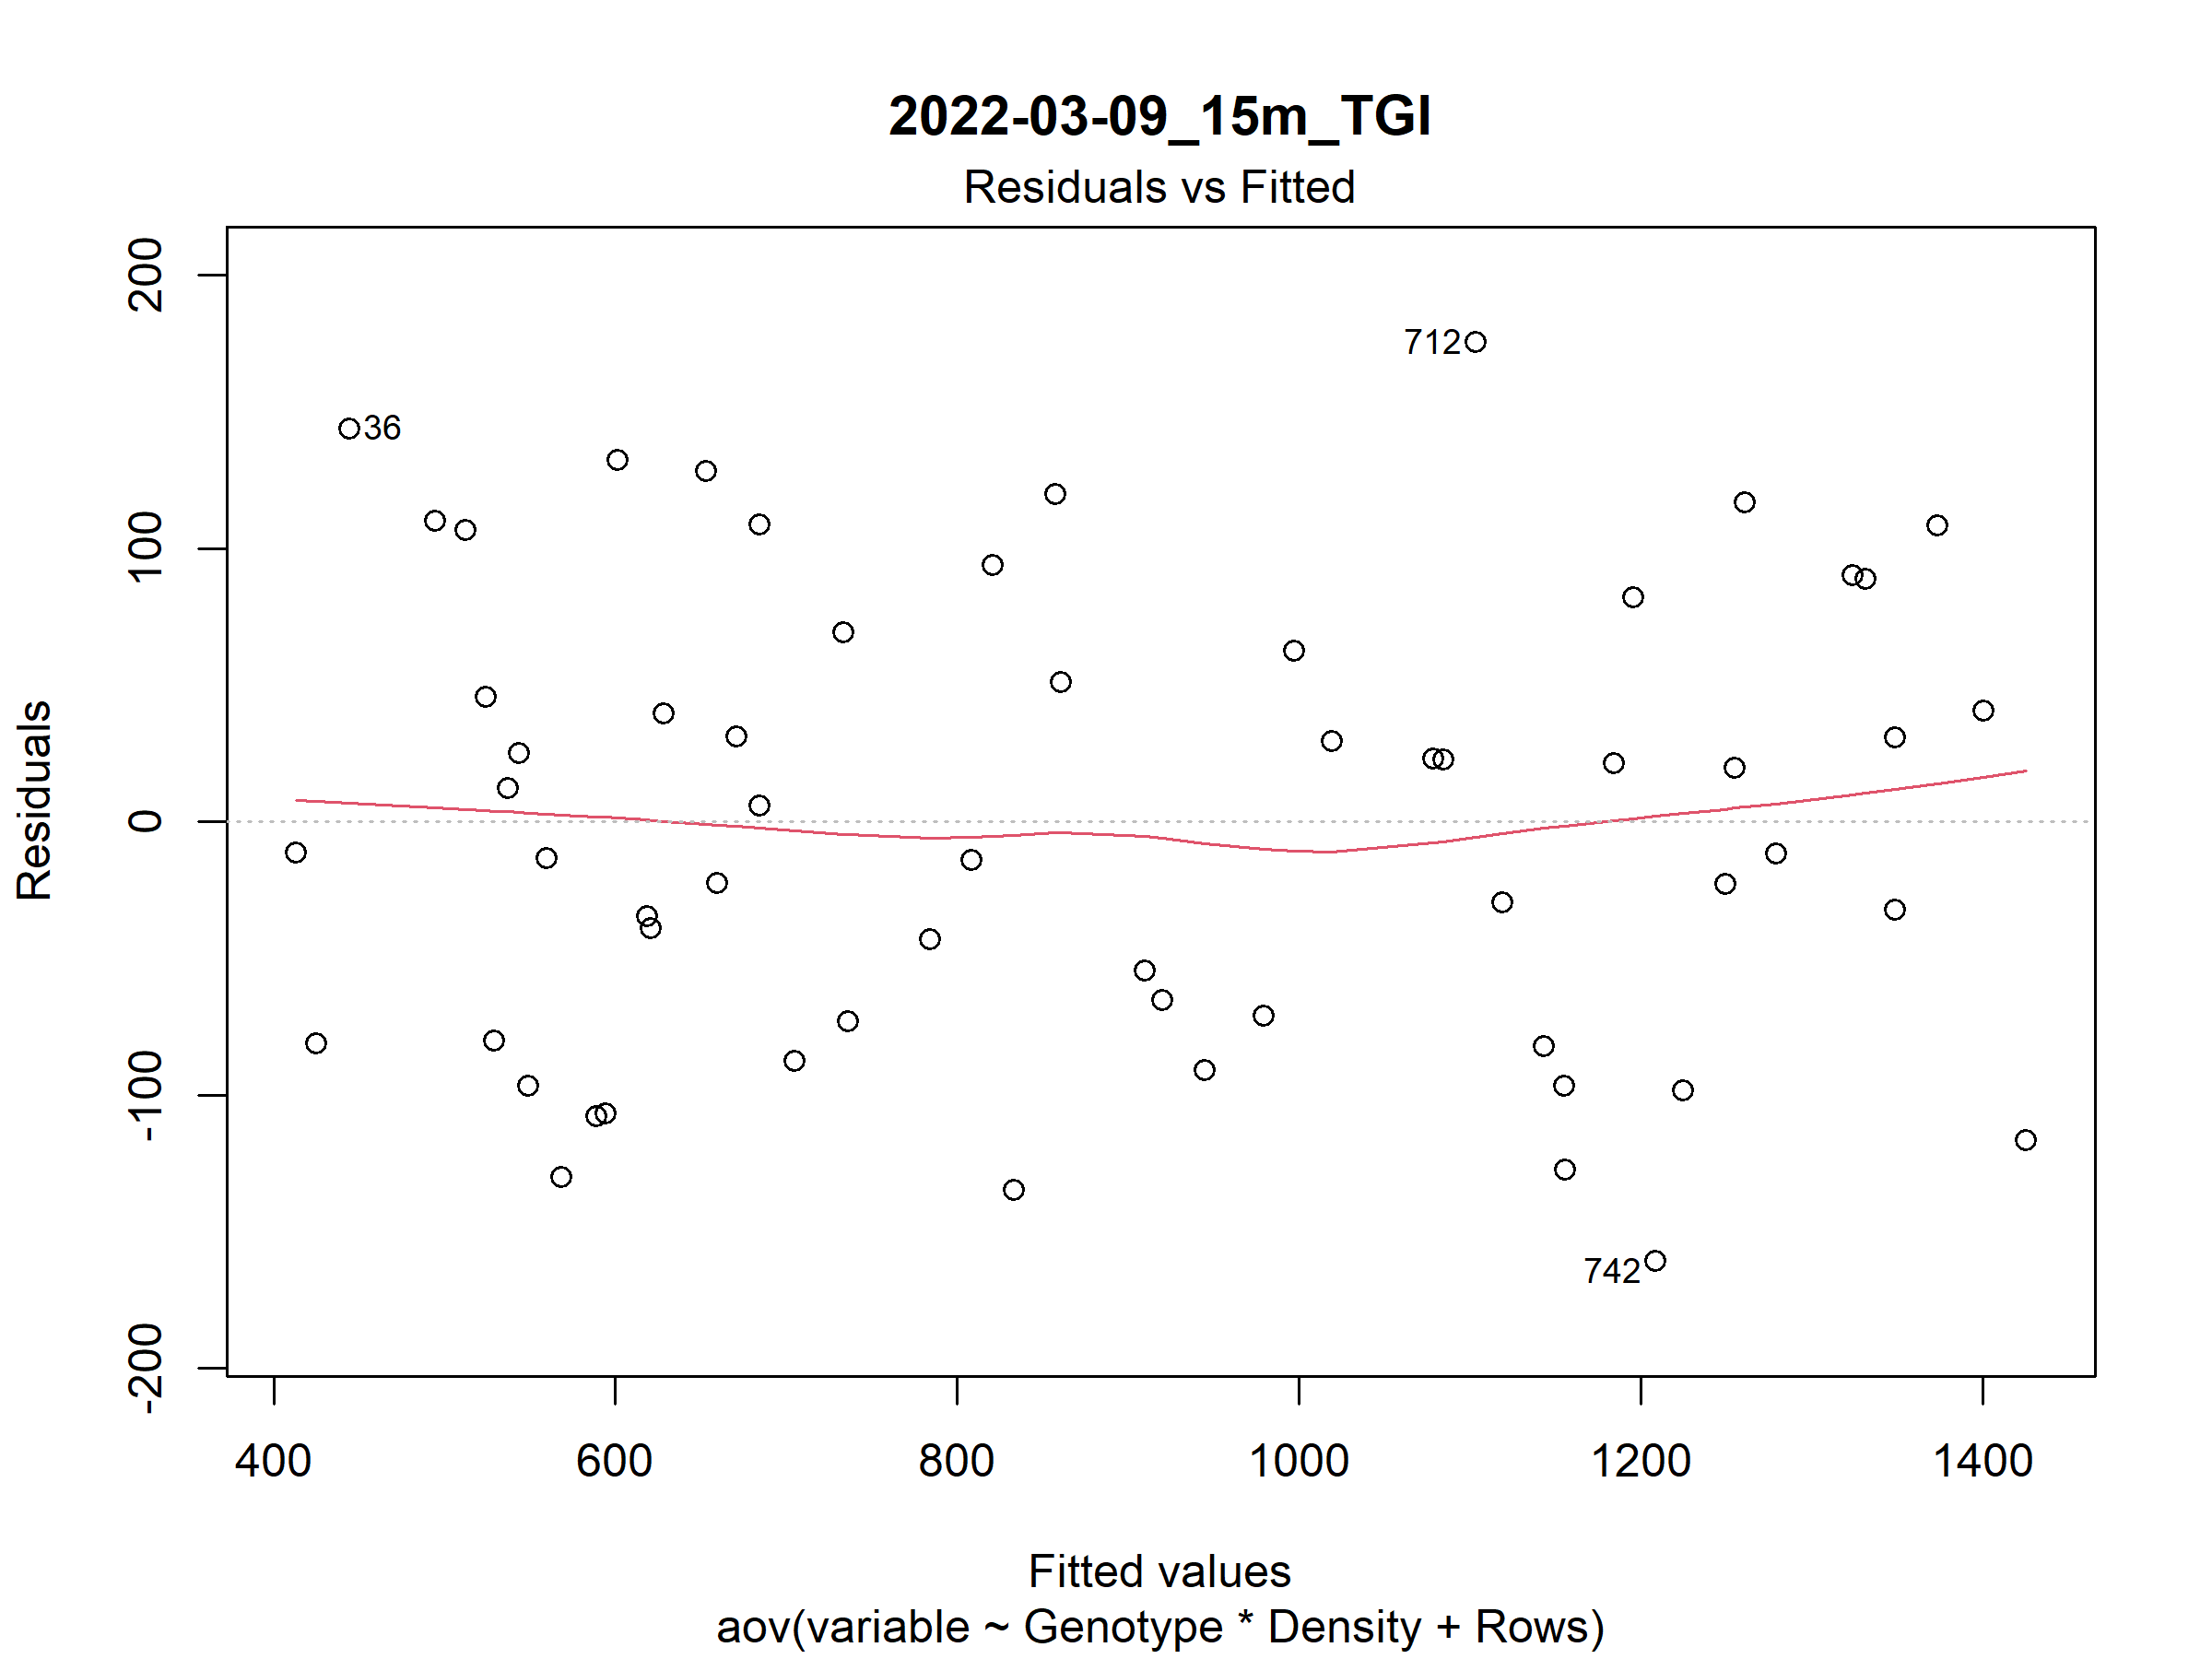 2022-03-09_15m_TGI
Residuals vs Fitted
200
100
0
-100
-200
Residuals
712
36
742
400 600 800 1000 1200 1400
Fitted values
aov(variable ~ Genotype * Density + Rows)